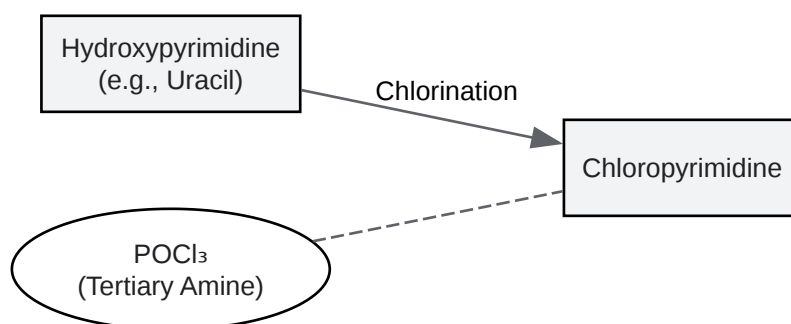 Hydroxypyrimidine
(e.g., Uracil)
Chlorination
Chloropyrimidine
POCl₃
(Tertiary Amine)